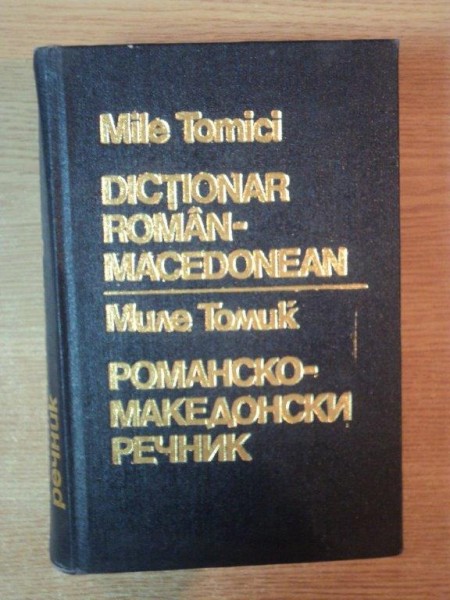 Mile Tomici
DICȚIONAR
ROMÂN-
MACEDONEAN
Миле Томиќ
РОМАНСКО-
МАКЕДОНСКИ
РЕЧНИК
речник